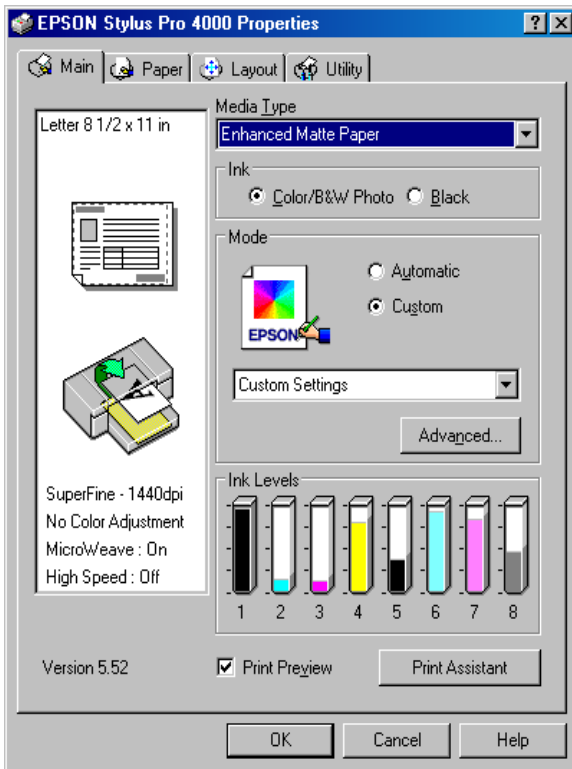 EPSON Stylus Pro 4000 Properties
Main Paper Layout Utility
Letter 8 1/2 x 11 in
SuperFine - 1440dpi
No Color Adjustment
MicroWeave : On
High Speed : Off
Media Type
Enhanced Matte Paper
Ink
Color/B&W Photo Black
Mode
EPSON
Automatic
Custom
Custom Settings
Advanced...
Ink Levels
1 2 3 4 5 6 7 8
Version 5.52
Print Preview
Print Assistant
OK Cancel Help